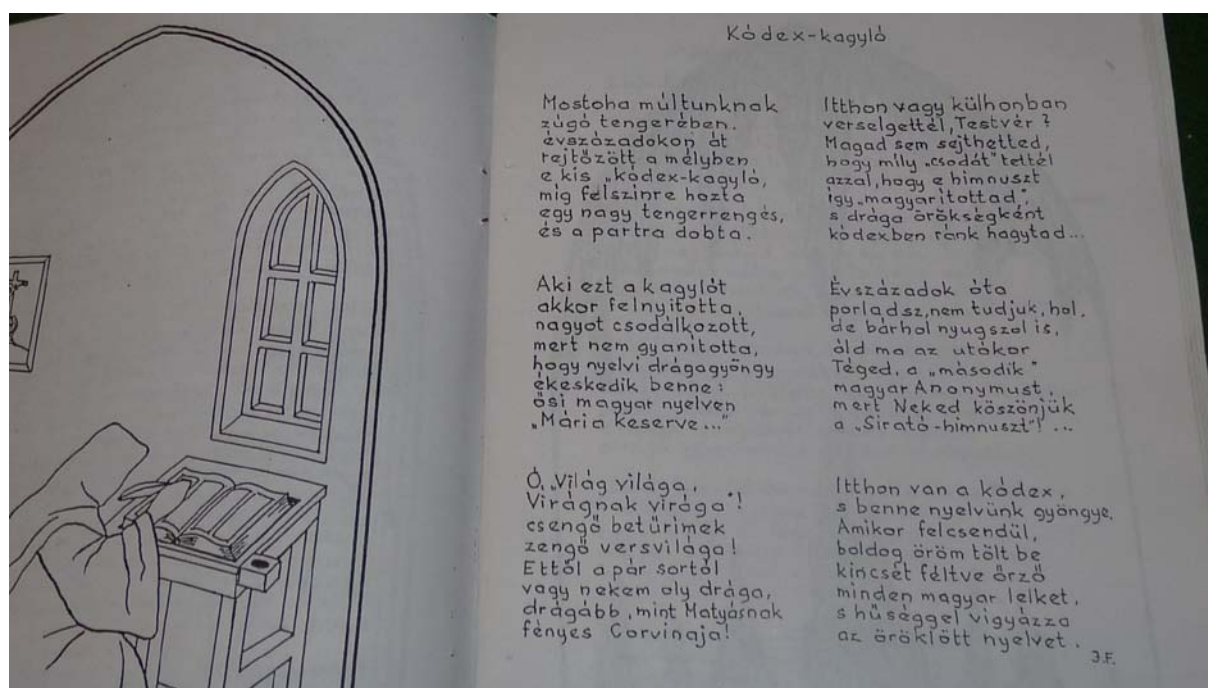 Kódex-kagyló
Mostoha múltunknak
zúgó tengerében.
évszázadokon át
rejtőzött a mélyben
e kis „kódex-kagyló,
míg felszínre hozta
egy nagy tengerrengés,
és a partra dobta.
Aki ezt a kagylót
akkor felnyitotta,
nagyot csodálkozott,
mert nem gyanította,
hogy nyelvi drágagyöngy
ékeskedik benne:
ősi magyar nyelven
„Mária keserve..."
Ó, „Világ világa,
Virágnak virága"!
csengő betűrímek
zengő versvilága!
Ettől a pár sortól
vagy nekem oly drága,
drágább, mint Matyásnak
fényes Corvinaja!
Itthon vagy külhonban
verselgettél, Testvér?
Magad sem sejthetted,
hogy míly „csodát" tettél
azzal, hogy e himnuszt
így „magyarítottad",
s drága örökségként
kódexben ránk hagytad...
Évszázadok óta
porladsz, nem tudjuk, hol,
de bárhol nyugszol is,
áld ma az utókor
Téged, a „második"
magyar Anonymust,
mert Neked köszönjük
a „Sirató-himnuszt"! ...
Itthon van a kódex,
s benne nyelvünk gyöngye.
Amikor felcsendül,
boldog öröm tölt be
kincsét féltve őrző
minden magyar lelket,
s hűséggel vigyázza
az öröklött nyelvet.
J.F.